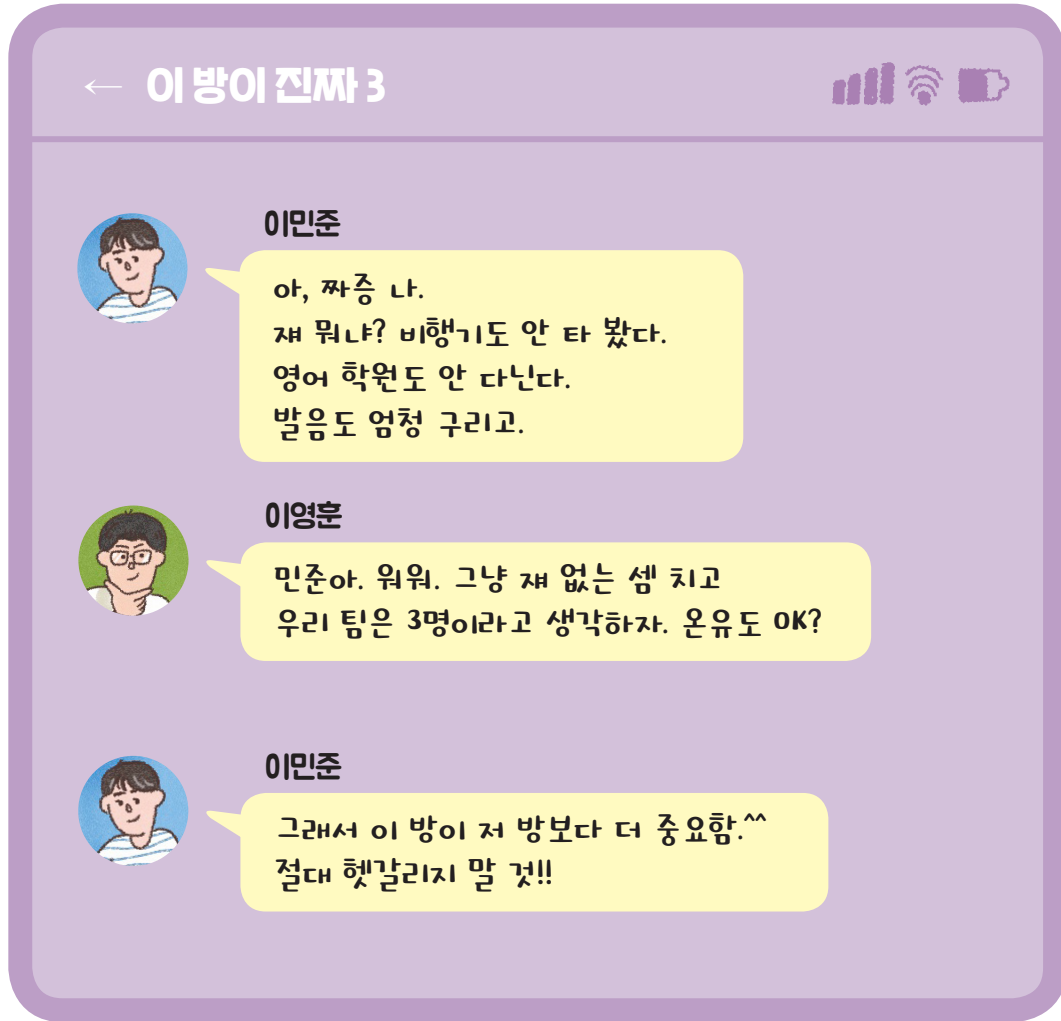 ← 이 방이 진짜 3
이민준
아, 짜증 나.
쟤 뭐냐? 비행기도 안 타 봤다.
영어 학원도 안 다닌다.
발음도 엄청 구리고.
이영훈
민준아. 워워. 그냥 쟤 없는 셈 치고
우리 팀은 3명이라고 생각하자. 온유도 OK?
이민준
그래서 이 방이 저 방보다 더 중요함.^^
절대 헷갈리지 말 것!!